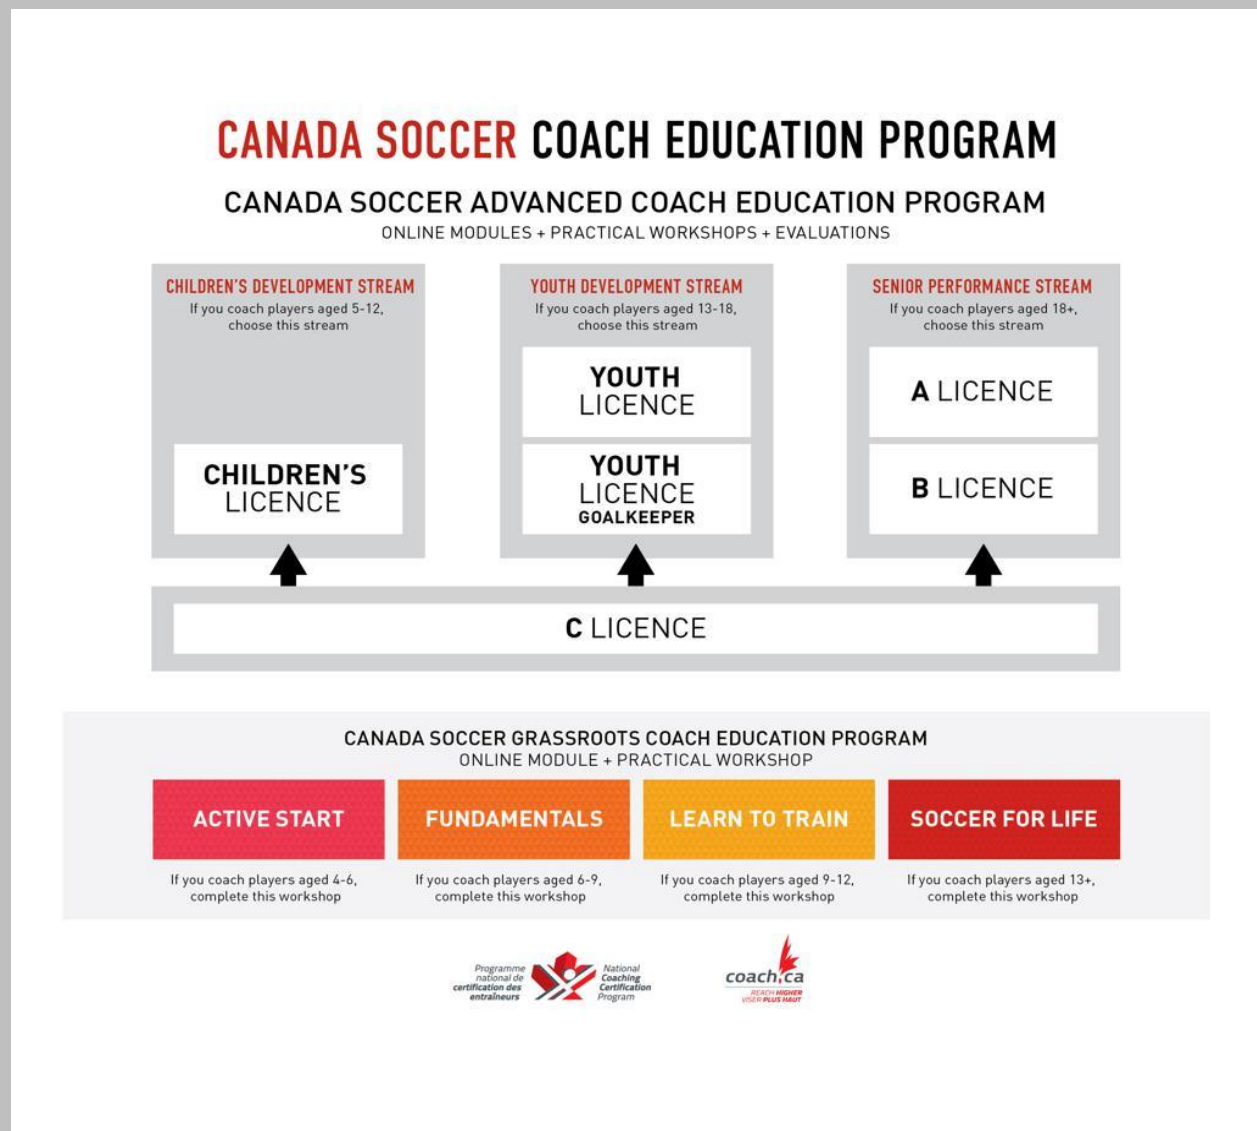 CANADA SOCCER COACH EDUCATION PROGRAM
CANADA SOCCER ADVANCED COACH EDUCATION PROGRAM
ONLINE MODULES + PRACTICAL WORKSHOPS + EVALUATIONS
CHILDREN'S DEVELOPMENT STREAM
If you coach players aged 5-12,
choose this stream
CHILDREN'S
LICENCE
YOUTH DEVELOPMENT STREAM
If you coach players aged 13-18,
choose this stream
YOUTH
LICENCE
YOUTH
LICENCE
GOALKEEPER
SENIOR PERFORMANCE STREAM
If you coach players aged 18+,
choose this stream
A LICENCE
B LICENCE
C LICENCE
CANADA SOCCER GRASSROOTS COACH EDUCATION PROGRAM
ONLINE MODULE + PRACTICAL WORKSHOP
ACTIVE START
If you coach players aged 4-6,
complete this workshop
FUNDAMENTALS
If you coach players aged 6-9,
complete this workshop
LEARN TO TRAIN
If you coach players aged 9-12,
complete this workshop
SOCCER FOR LIFE
If you coach players aged 13+,
complete this workshop
Programme
national de
certification des
entraîneurs
National
Coaching
Certification
Program
coach.ca
REACH HIGHER
VISER PLUS HAUT